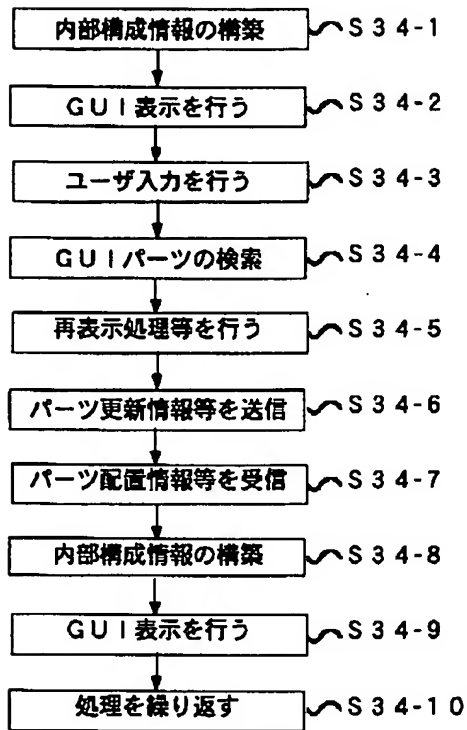 内部構成情報の構築 S34-1
GUI表示を行う S34-2
ユーザ入力を行う S34-3
GUIパーツの検索 S34-4
再表示処理等を行う S34-5
パーツ更新情報等を送信 S34-6
パーツ配置情報等を受信 S34-7
内部構成情報の構築 S34-8
GUI表示を行う S34-9
処理を繰り返す S34-10